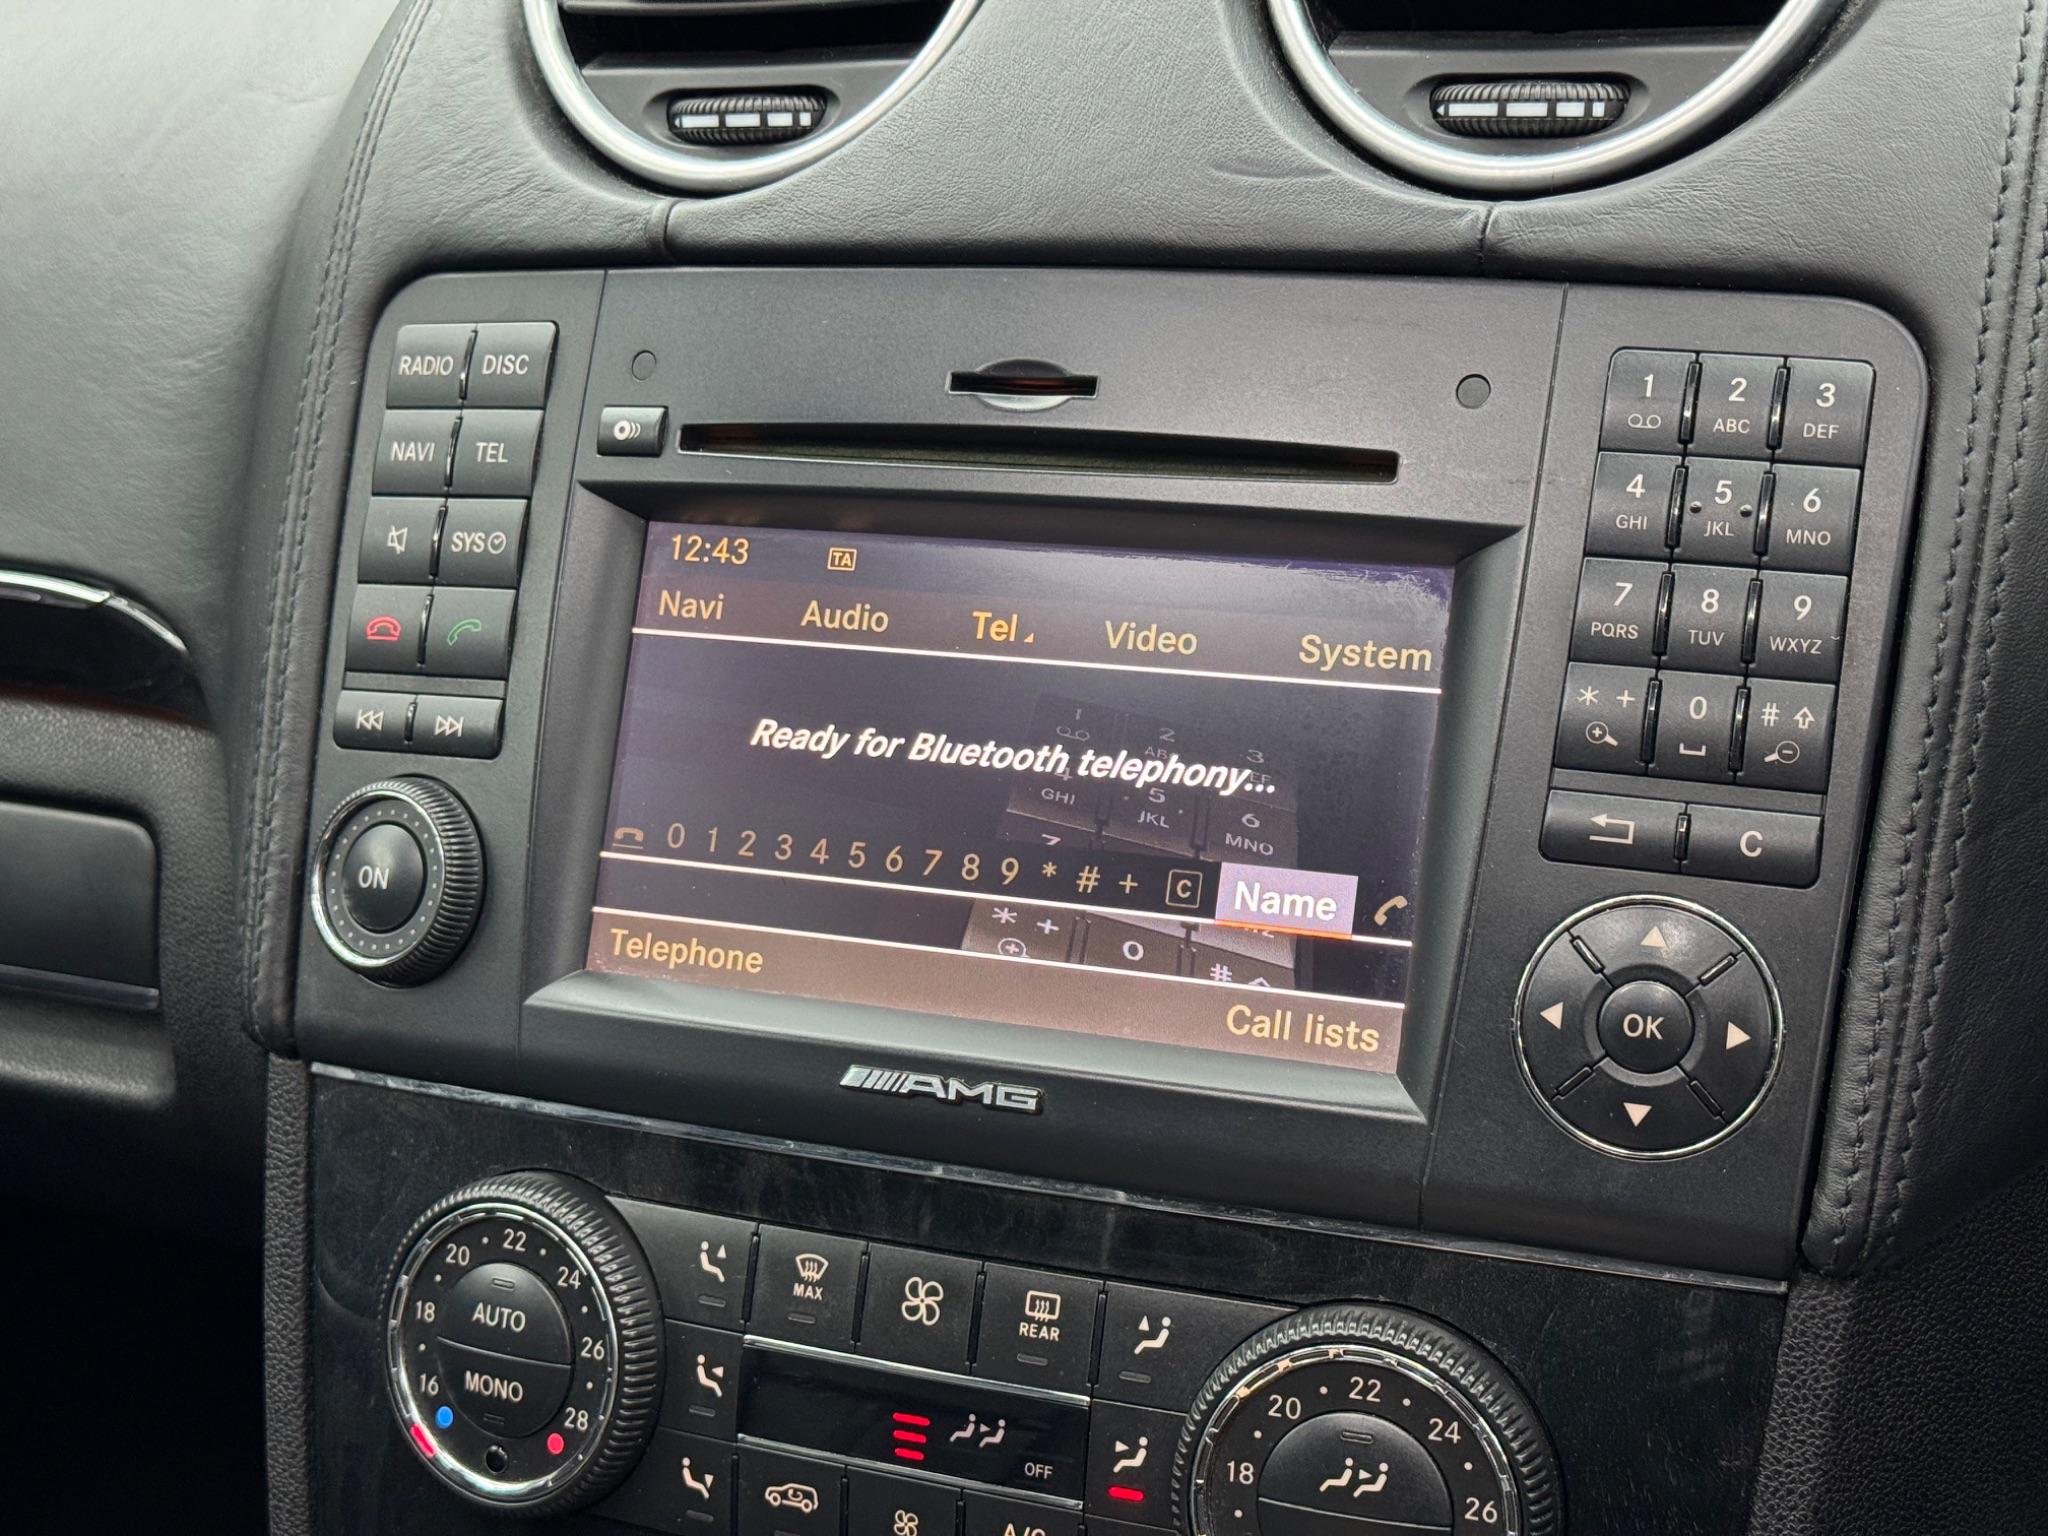 RADIO DISC
NAVI TEL
SYS
ON
1
2 ABC
3 DEF
4 GHI
5 JKL
6 MNO
7 PQRS
8 TUV
9 WXYZ
* +
0
#
C
OK
12:43 TA
Navi Audio Tel Video System
Ready for Bluetooth telephony...
0 1 2 3 4 5 6 7 8 9 * # + C Name
Telephone
Call lists
AMG
16 18 20 22 24 26 28
AUTO
MONO
MAX
REAR
OFF
A/C
18 20 22 24 26